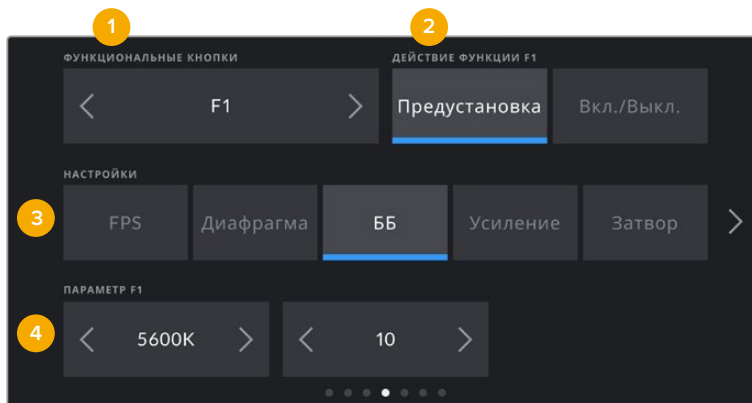 1
2
ФУНКЦИОНАЛЬНЫЕ КНОПКИ
ДЕЙСТВИЕ ФУНКЦИИ F1
F1
Предустановка
Вкл./Выкл.
НАСТРОЙКИ
3
FPS
Диафрагма
ББ
Усиление
Затвор
ПАРАМЕТР F1
4
5600K
10